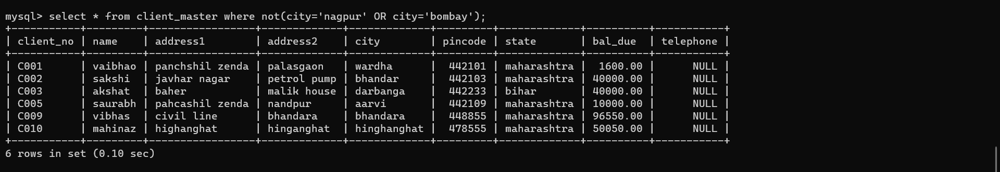 mysql> select * from client_master where not(city='nagpur' OR city='bombay');
+-----------+---------+----------------+------------+------------+---------+-------------+----------+-----------+
| client_no | name    | address1       | address2    | city       | pincode | state       | bal_due  | telephone |
+-----------+---------+----------------+------------+------------+---------+-------------+----------+-----------+
| C001      | vaibhao | panchshil zenda | palasgaon   | wardha     |  442101 | maharashtra |  1600.00 |      NULL |
| C002      | sakshi  | javhar nagar    | petrol pump | bhandar    |  442103 | maharashtra | 40000.00 |      NULL |
| C003      | akshat  | baher           | malik house | darbanga   |  442233 | bihar       | 40000.00 |      NULL |
| C005      | saurabh | pahcashil zenda | nandpur     | aarvi      |  442109 | maharashtra | 10000.00 |      NULL |
| C009      | vibhas  | civil line      | bhandara    | bhandara   |  448855 | maharashtra | 96550.00 |      NULL |
| C010      | mahinaz | highanghat      | hinganghat  | hinghanghat |  478555 | maharashtra | 50050.00 |      NULL |
+-----------+---------+----------------+------------+------------+---------+-------------+----------+-----------+
6 rows in set (0.10 sec)